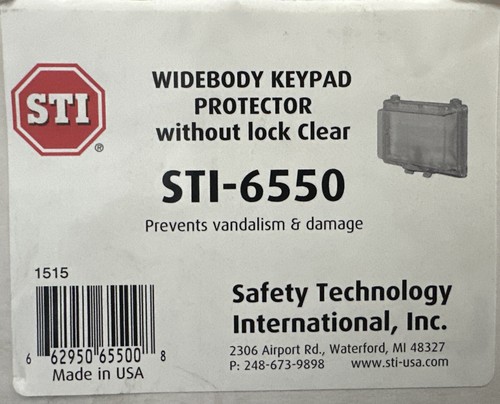 STI
®
WIDEBODY KEYPAD
PROTECTOR
without lock Clear
STI-6550
Prevents vandalism & damage
1515
6 62950 65500 8
Made in USA
Safety Technology
International, Inc.
2306 Airport Rd., Waterford, MI 48327
P: 248-673-9898 www.sti-usa.com